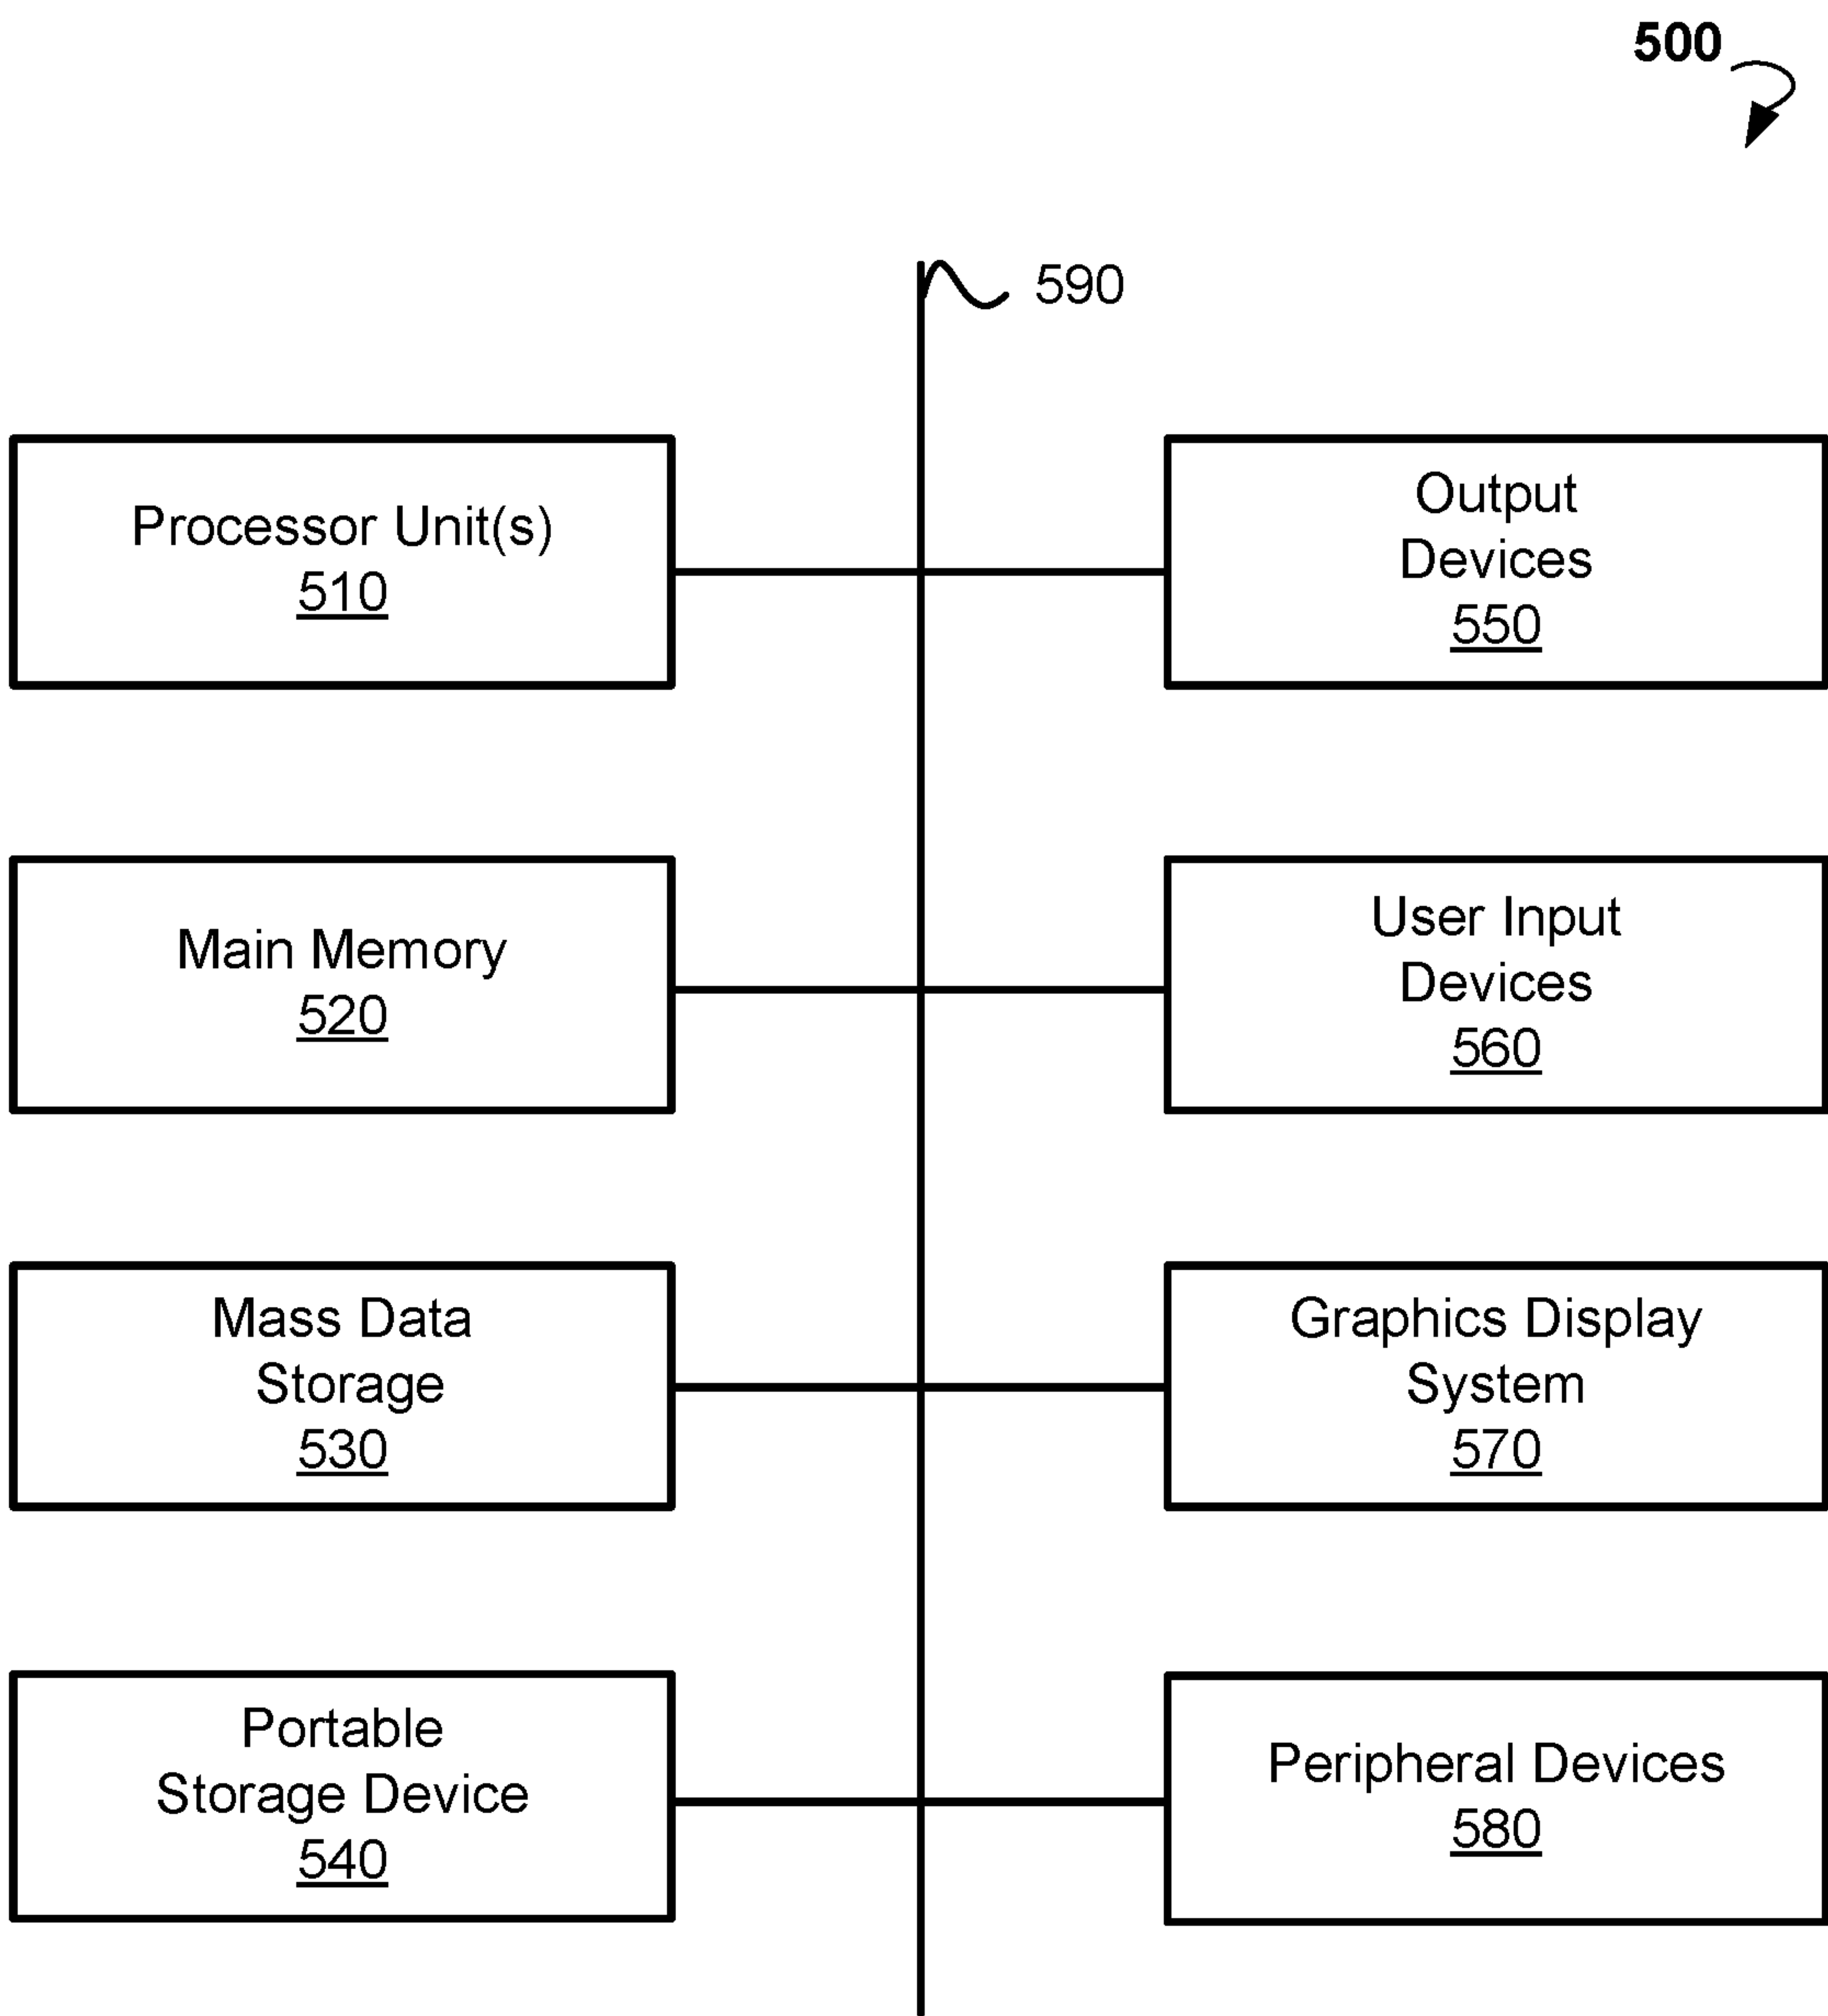 500
590
Processor Unit(s)
510
Output
Devices
550
Main Memory
520
User Input
Devices
560
Mass Data
Storage
530
Graphics Display
System
570
Portable
Storage Device
540
Peripheral Devices
580